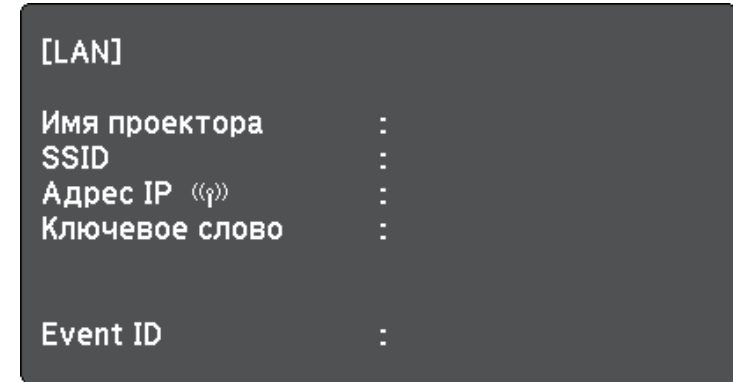 [LAN]
Имя проектора :
SSID :
Адрес IP :
Ключевое слово :
Event ID :